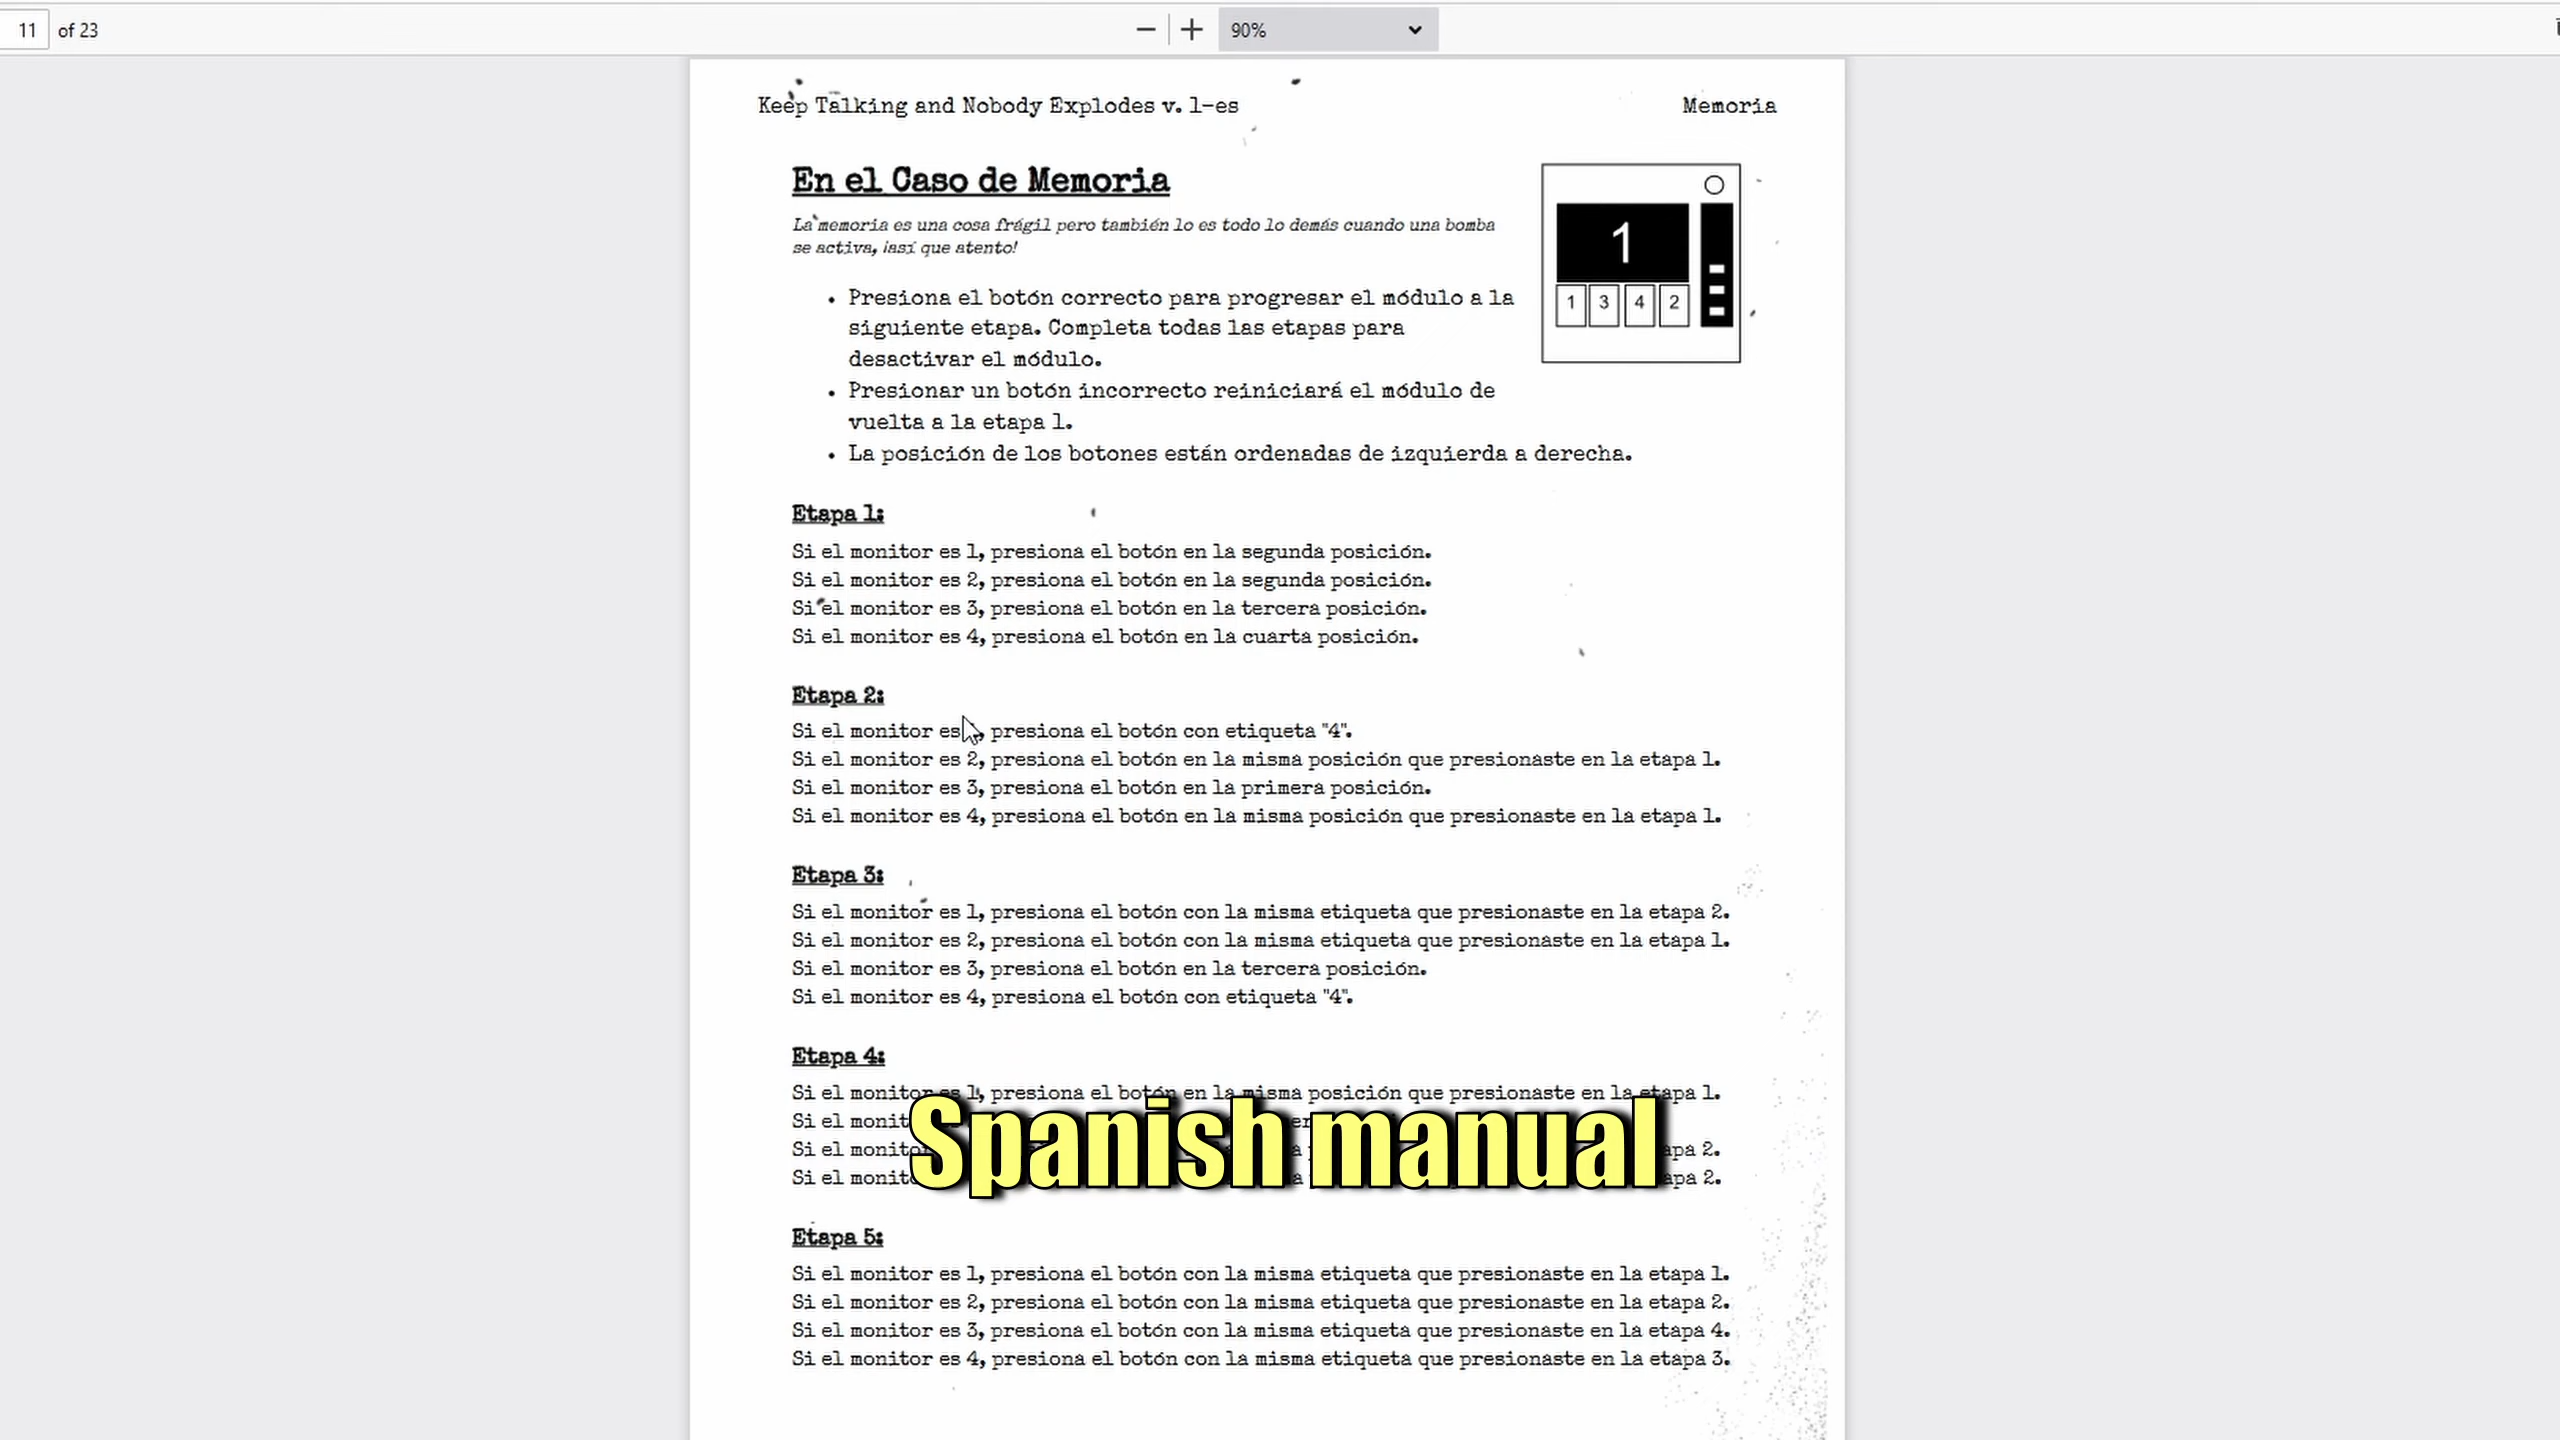 11 of 23
90%
Keep Talking and Nobody Explodes v. 1-es
Memoria
En el Caso de Memoria
La memoria es una cosa frágil pero también lo es todo lo demás cuando una bomba
se activa, ¡así que atento!
1
1 3 4 2
• Presiona el botón correcto para progresar el módulo a la
siguiente etapa. Completa todas las etapas para
desactivar el módulo.
• Presionar un botón incorrecto reiniciará el módulo de
vuelta a la etapa 1.
• La posición de los botones están ordenadas de izquierda a derecha.
Etapa 1:
Si el monitor es 1, presiona el botón en la segunda posición.
Si el monitor es 2, presiona el botón en la segunda posición.
Si el monitor es 3, presiona el botón en la tercera posición.
Si el monitor es 4, presiona el botón en la cuarta posición.
Etapa 2:
Si el monitor es , presiona el botón con etiqueta "4".
Si el monitor es 2, presiona el botón en la misma posición que presionaste en la etapa 1.
Si el monitor es 3, presiona el botón en la primera posición.
Si el monitor es 4, presiona el botón en la misma posición que presionaste en la etapa 1.
Etapa 3:
Si el monitor es 1, presiona el botón con la misma etiqueta que presionaste en la etapa 2.
Si el monitor es 2, presiona el botón con la misma etiqueta que presionaste en la etapa 1.
Si el monitor es 3, presiona el botón en la tercera posición.
Si el monitor es 4, presiona el botón con etiqueta "4".
Etapa 4:
Si el monitor es 1, presiona el botón en la misma posición que presionaste en la etapa 1.
Si el
Si el 2.
Si el 2.
Spanish manual
Etapa 5:
Si el monitor es 1, presiona el botón con la misma etiqueta que presionaste en la etapa 1.
Si el monitor es 2, presiona el botón con la misma etiqueta que presionaste en la etapa 2.
Si el monitor es 3, presiona el botón con la misma etiqueta que presionaste en la etapa 4.
Si el monitor es 4, presiona el botón con la misma etiqueta que presionaste en la etapa 3.